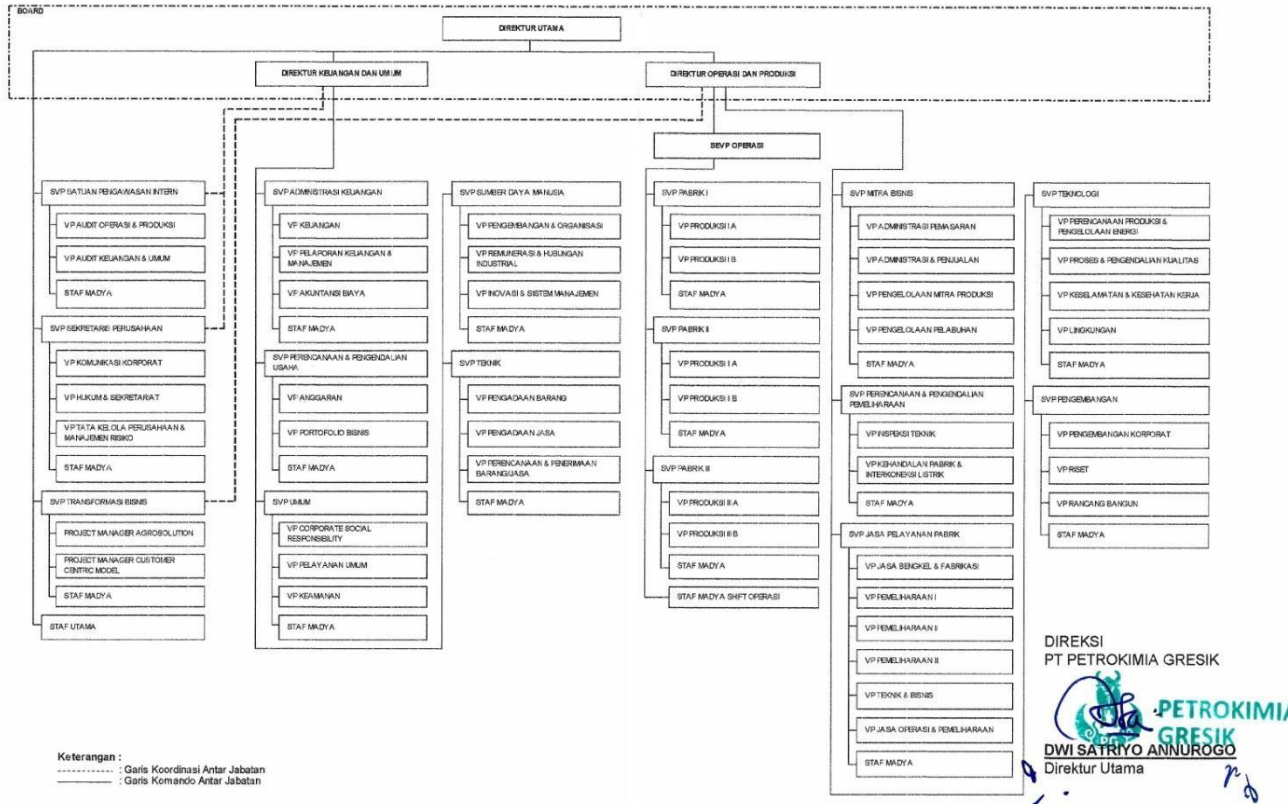 BOARD
DIREKTUR UTAMA
DIREKTUR KEUANGAN DAN UMUM
DIREKTUR OPERASI DAN PRODUKSI
SEVP OPERASI
SVP SATUAN PENGAWASAN INTERN
VP AUDIT OPERASI & PRODUKSI
VP AUDIT KEUANGAN & UMUM
STAF MADYA
SVP SEKRETARIS PERUSAHAAN
VP KOMUNIKASI KORPORAT
VP HUKUM & SEKRETARIAT
VP TATA KELOLA PERUSAHAAN &
MANAJEMEN RISIKO
STAF MADYA
SVP TRANSFORMASI BISNIS
PROJECT MANAGER AGROSOLUTION
PROJECT MANAGER CUSTOMER
CENTRIC MODEL
STAF MADYA
STAF UTAMA
SVP ADMINISTRASI KEUANGAN
VP KEUANGAN
VP PELAPORAN KEUANGAN &
MANAJEMEN
VP AKUNTANSI BIAYA
STAF MADYA
SVP PERENCANAAN & PENGENDALIAN
USAHA
VP ANGGARAN
VP PORTOFOLIO BISNIS
STAF MADYA
SVP UMUM
VP CORPORATE SOCIAL
RESPONSIBILITY
VP PELAYANAN UMUM
VP KEAMANAN
STAF MADYA
SVP SUMBER DAYA MANUSIA
VP PENGEMBANGAN & ORGANISASI
VP REMUNERASI & HUBUNGAN
INDUSTRIAL
VP INOVASI & SISTEM MANAJEMEN
STAF MADYA
SVP TEKNIK
VP PENGADAAN BARANG
VP PENGADAAN JASA
VP PERENCANAAN & PENERIMAAN
BARANG/JASA
STAF MADYA
SVP PABRIK I
VP PRODUKSI I A
VP PRODUKSI I B
STAF MADYA
SVP PABRIK II
VP PRODUKSI
VP PRODUKSI
STAF MADYA
SVP PABRIK III
VP PRODUKSI III A
VP PRODUKSI III B
STAF MADYA
STAF MADYA SHIFT OPERASI
SVP MITRA BISNIS
VP ADMINISTRASI PEMASARAN
VP ADMINISTRASI & PENJUALAN
VP PENGELOLAAN MITRA PRODUKSI
VP PENGELOLAAN PELABUHAN
STAF MADYA
SVP PERENCANAAN & PENGENDALIAN
PEMELIHARAAN
VP INSPEKSI TEKNIK
VP KEHANDALAN PABRIK &
INTERKONEKSI LISTRIK
STAF MADYA
SVP JASA PELAYANAN PABRIK
VP JASA BENGKEL & FABRIKASI
VP PEMELIHARAAN I
VP PEMELIHARAAN II
VP PEMELIHARAAN III
VP TEKNIK & BISNIS
VP JASA OPERASI & PEMELIHARAAN
STAF MADYA
SVP TEKNOLOGI
VP PERENCANAAN PRODUKSI &
PENGELOLAAN ENERGI
VP PROSES & PENGENDALIAN KUALITAS
VP KESELAMATAN & KESEHATAN KERJA
VP LINGKUNGAN
STAF MADYA
SVP PENGEMBANGAN
VP PENGEMBANGAN KORPORAT
VP RISET
VP RANCANG BANGUN
STAF MADYA
DIREKSI
PT PETROKIMIA GRESIK
PETROKIMIA
GRESIK
DWI SATRIYO ANNUROGO
Direktur Utama
Keterangan :
: Garis Koordinasi Antar Jabatan
: Garis Komando Antar Jabatan